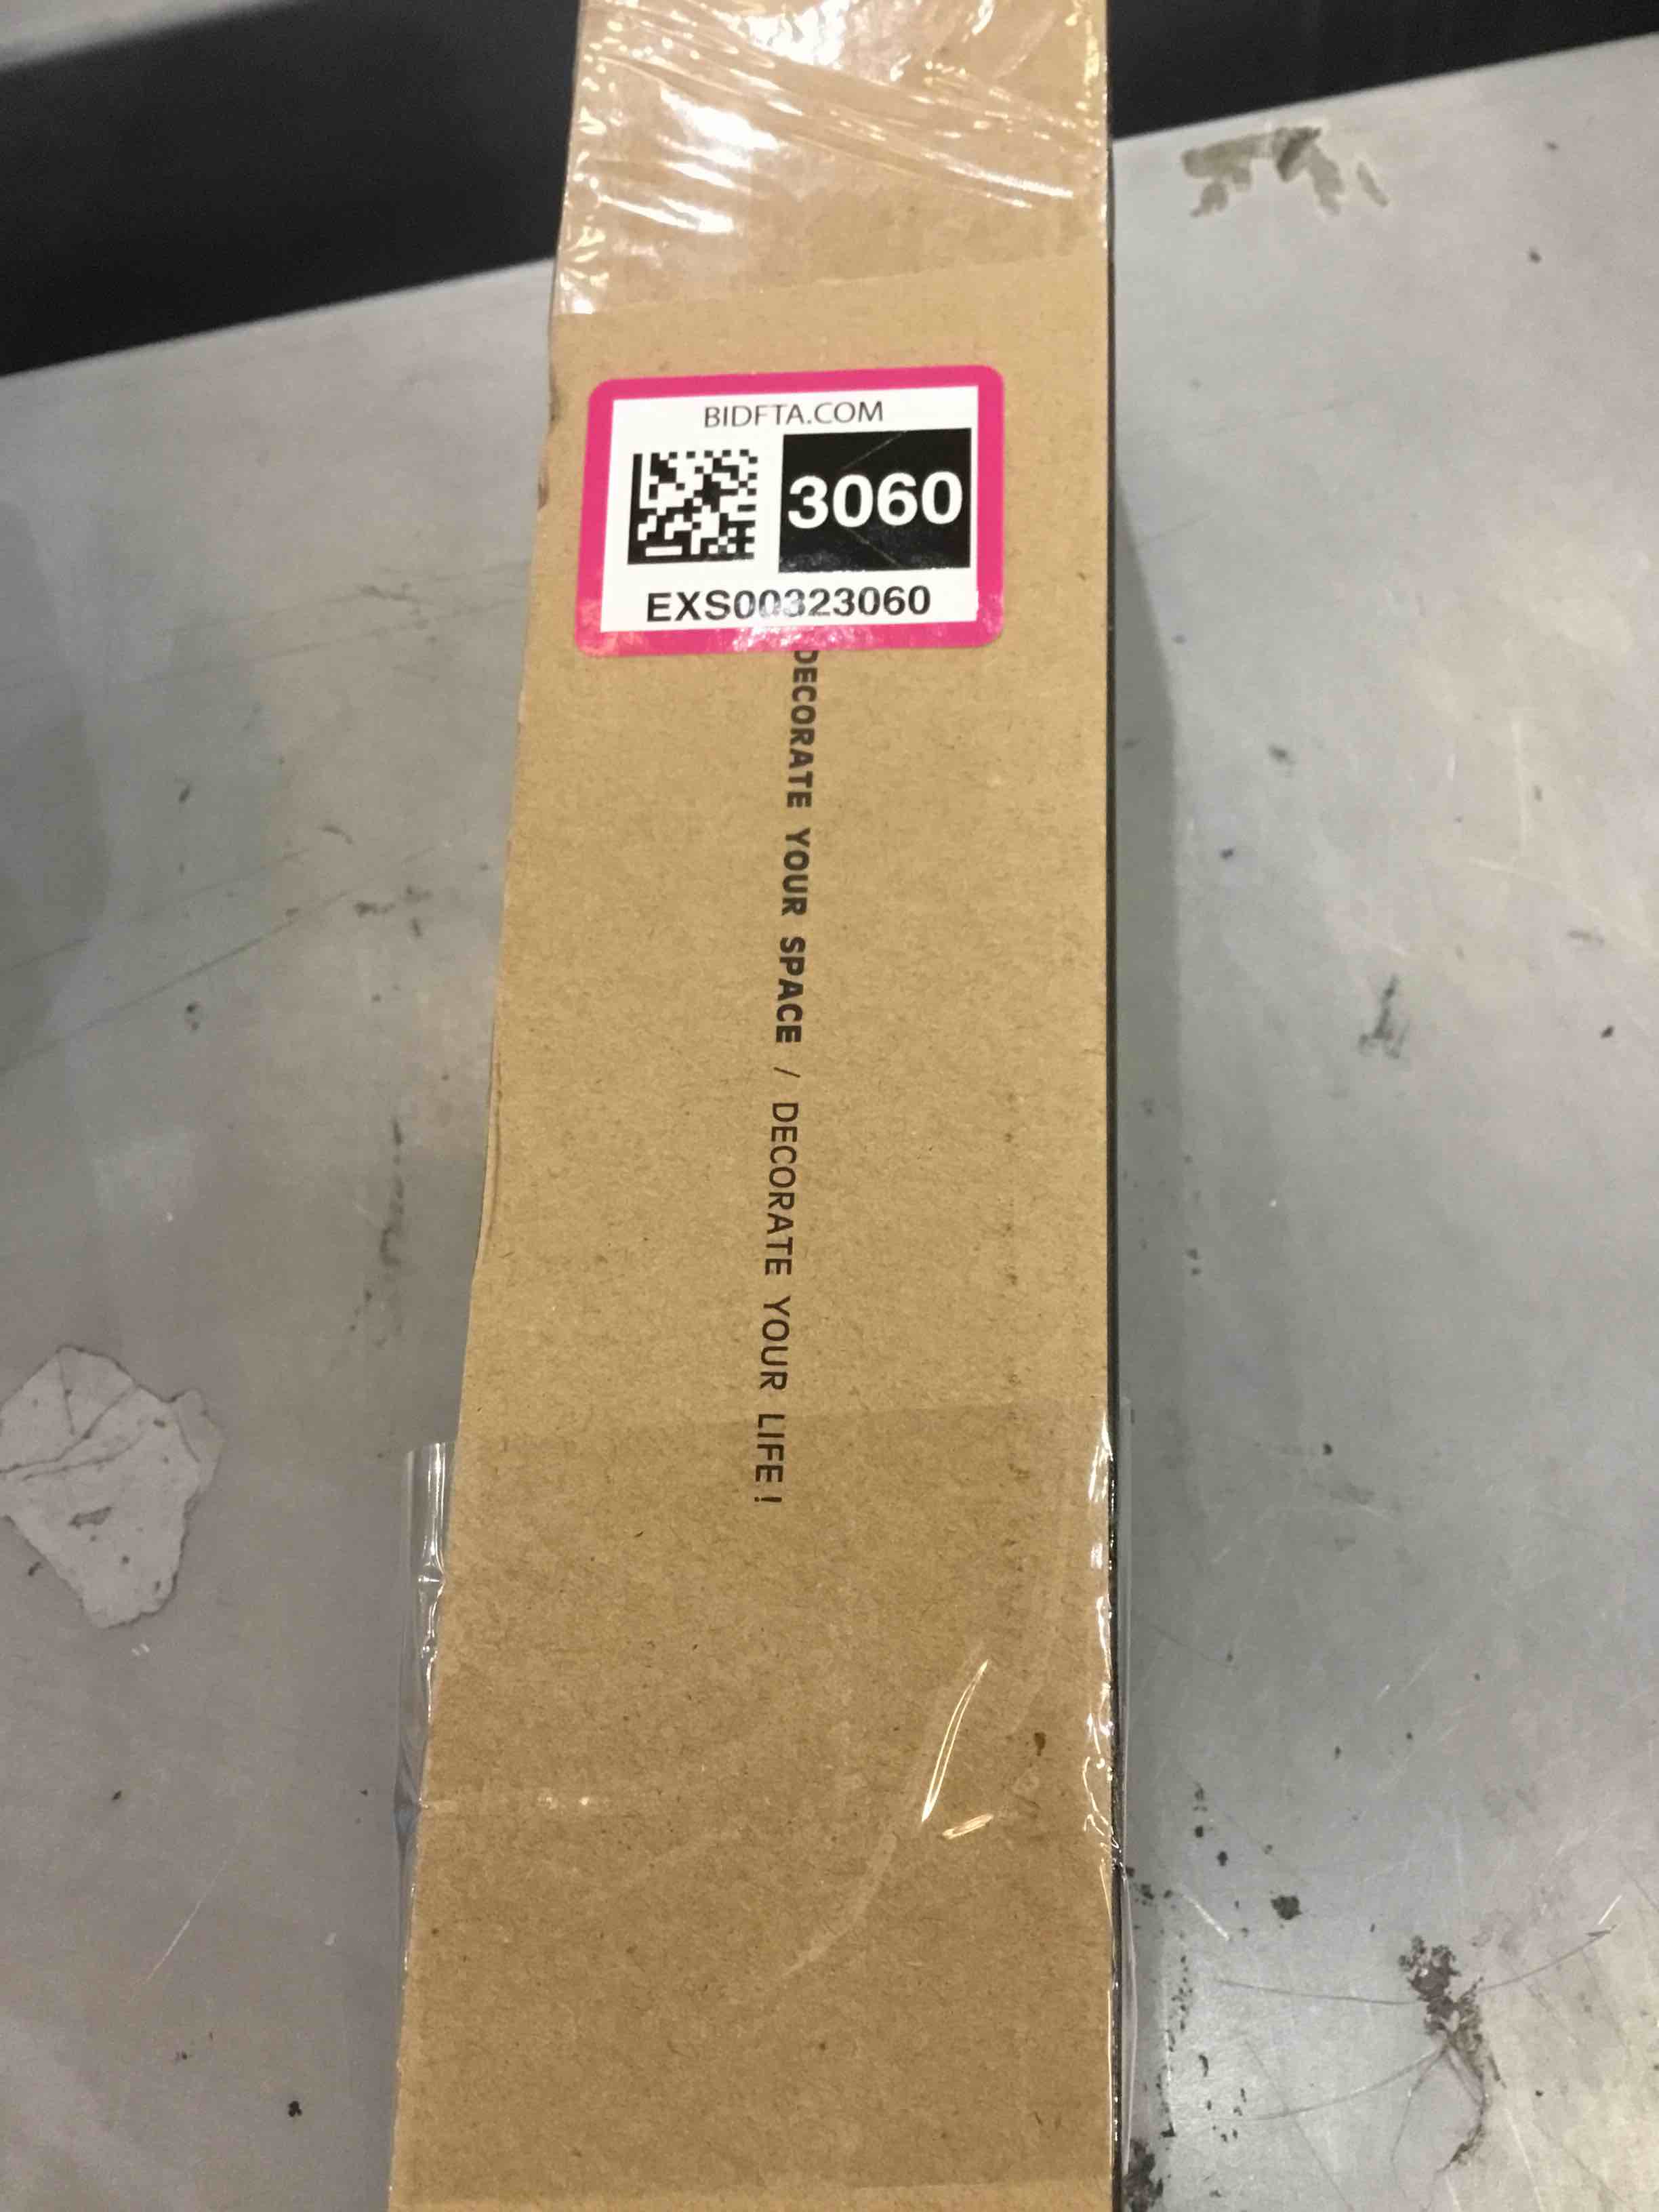 BIDFTA.COM
3060
EXS00323060
DECORATE YOUR SPACE / DECORATE YOUR LIFE!